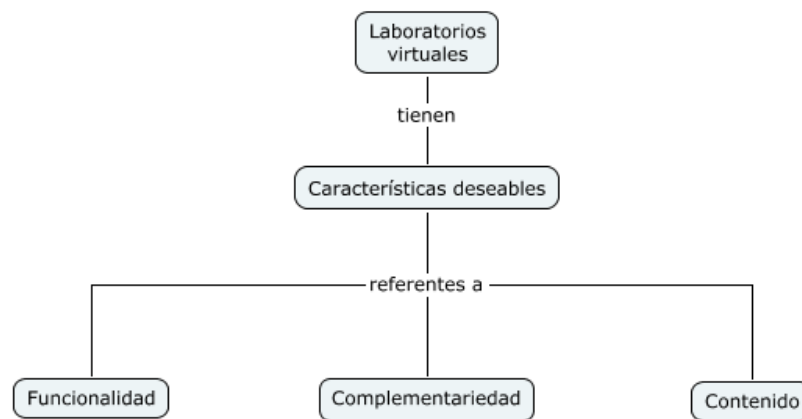 Laboratorios
virtuales
tienen
Características deseables
referentes a
Funcionalidad
Complementariedad
Contenido